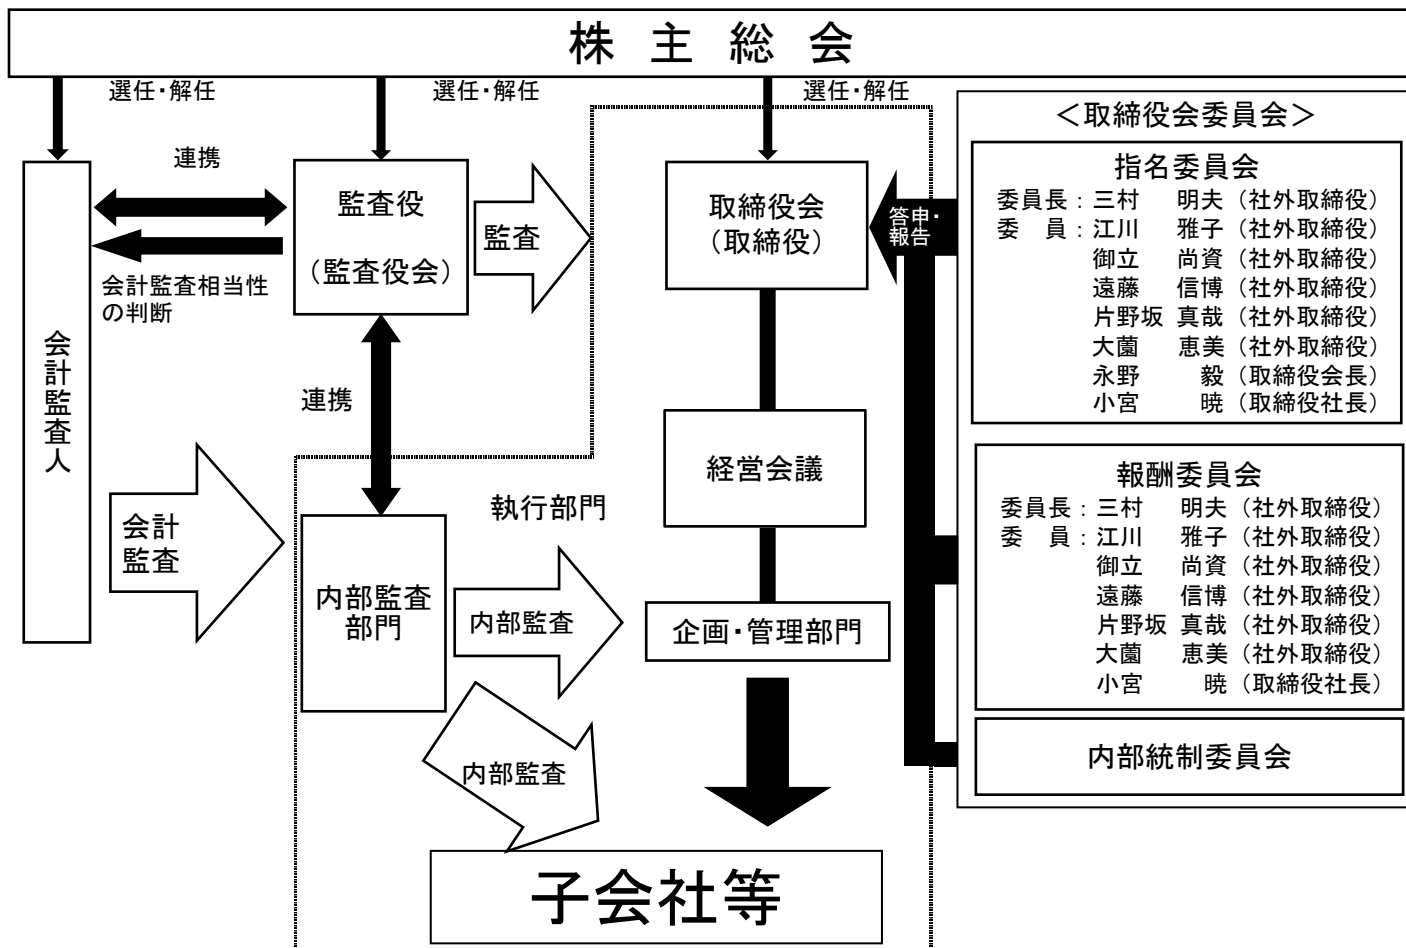 株主総会
選任・解任
選任・解任
選任・解任
連携
監査役
（監査役会）
監査
取締役会
（取締役）
答申・
報告
会計監査相当性
の判断
会計監査人
連携
会計
監査
執行部門
経営会議
内部監査
部門
内部監査
企画・管理部門
内部監査
子会社等
＜取締役会委員会＞
指名委員会
委員長：三村　明夫（社外取締役）
委　員：江川　雅子（社外取締役）
御立　尚資（社外取締役）
遠藤　信博（社外取締役）
片野坂 真哉（社外取締役）
大薗　恵美（社外取締役）
永野　毅（取締役会長）
小宮　暁（取締役社長）
報酬委員会
委員長：三村　明夫（社外取締役）
委　員：江川　雅子（社外取締役）
御立　尚資（社外取締役）
遠藤　信博（社外取締役）
片野坂 真哉（社外取締役）
大薗　恵美（社外取締役）
小宮　暁（取締役社長）
内部統制委員会